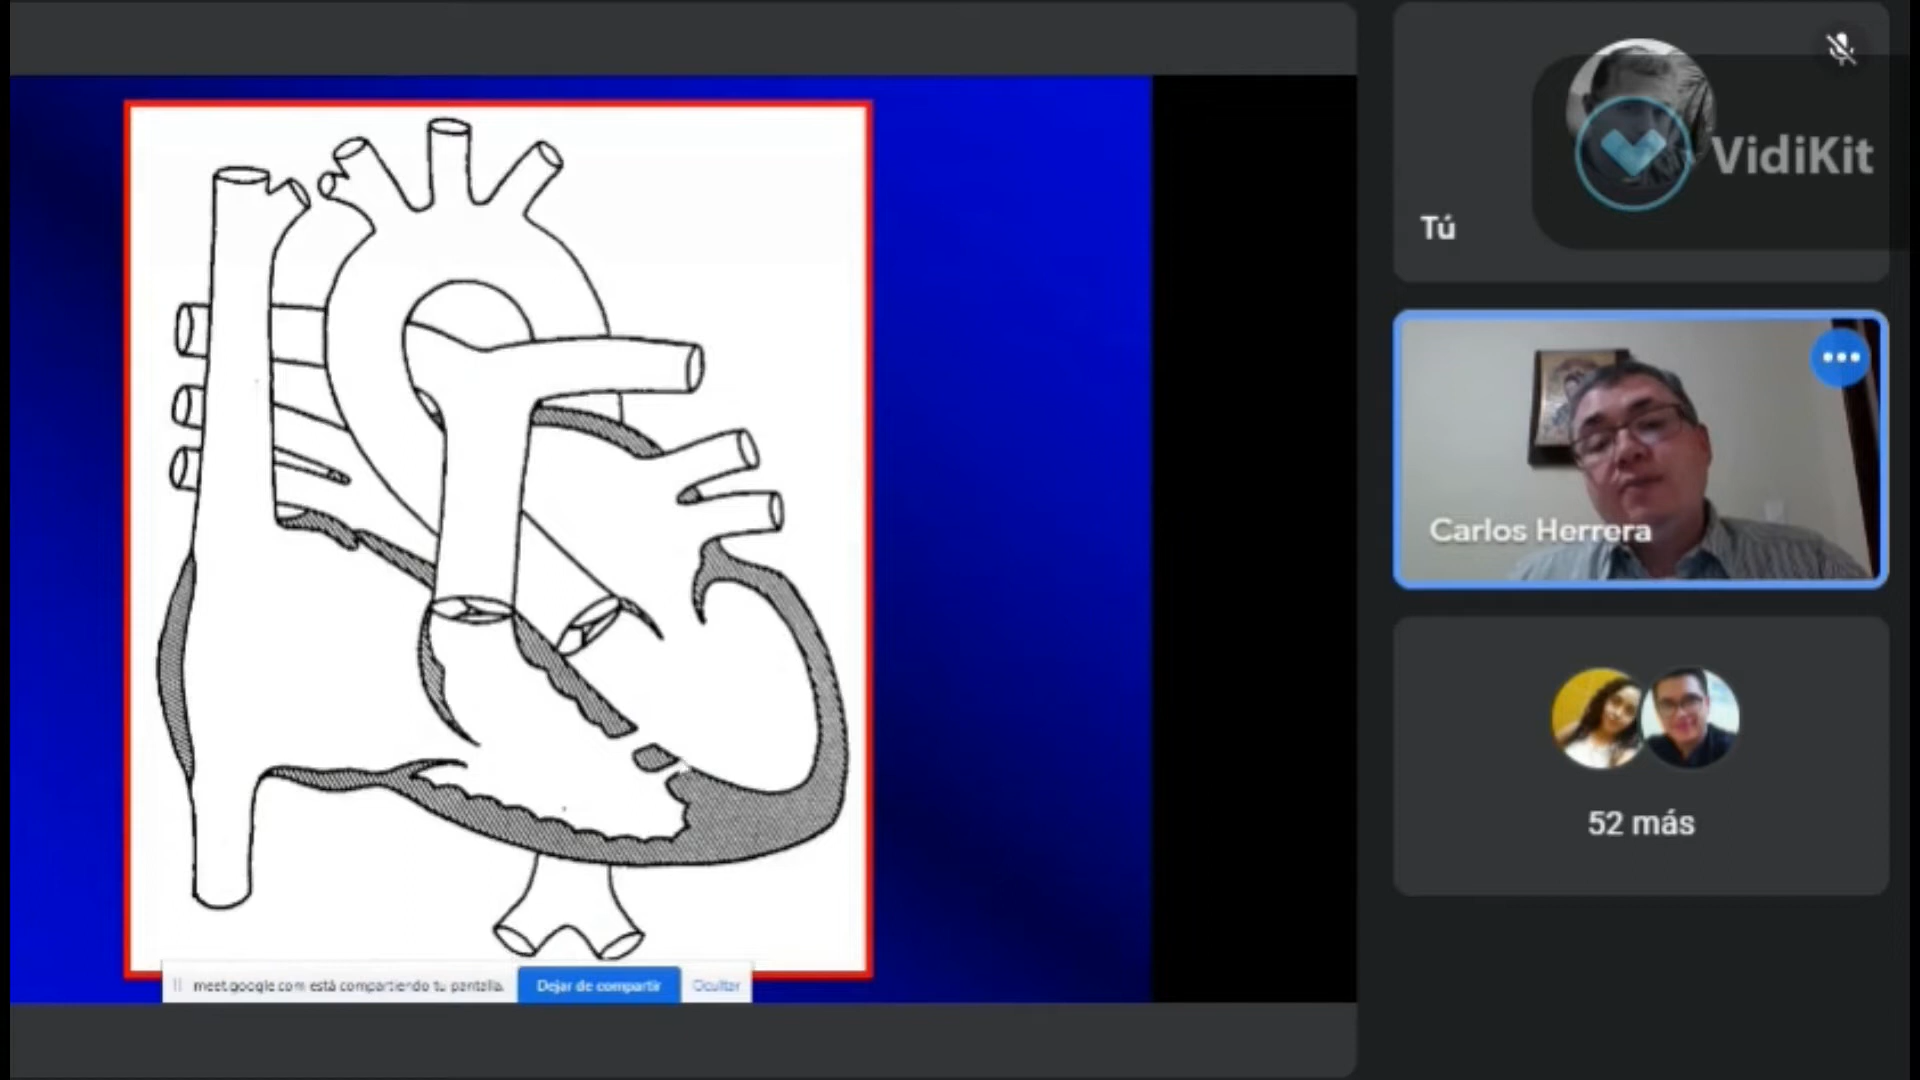 VidiKit
Tú
Carlos Herrera
52 más
meet.google.com está compartiendo tu pantalla.
Dejar de compartir
Ocultar